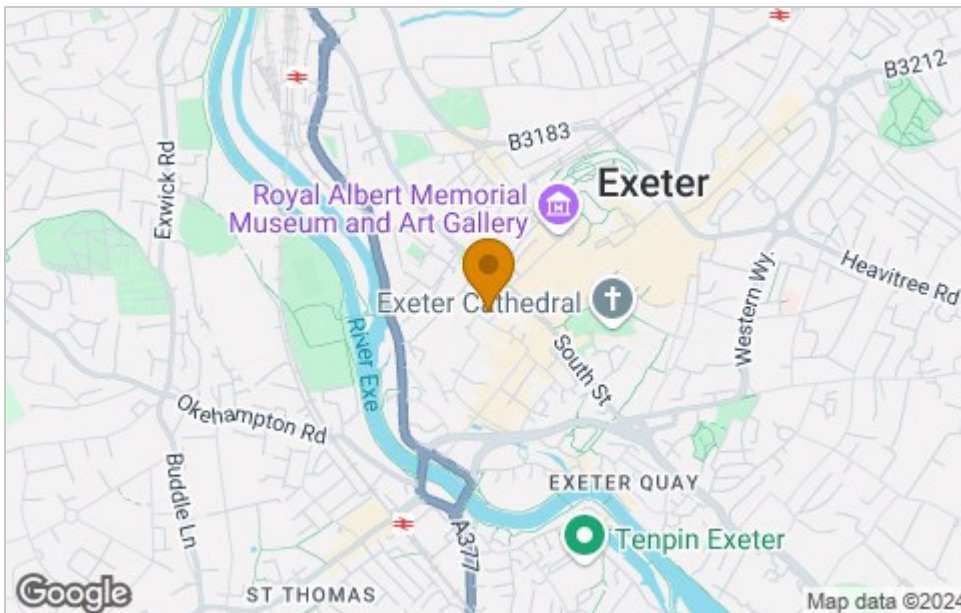 B3212
B3183
Exwick Rd
Royal Albert Memorial
Museum and Art Gallery
Exeter
Heavitree Rd
Exeter Cathedral
Western Wy.
River Exe
South St
Okehampton Rd
Buddle Ln
EXETER QUAY
A377
Tenpin Exeter
ST THOMAS
Google
Map data ©2024